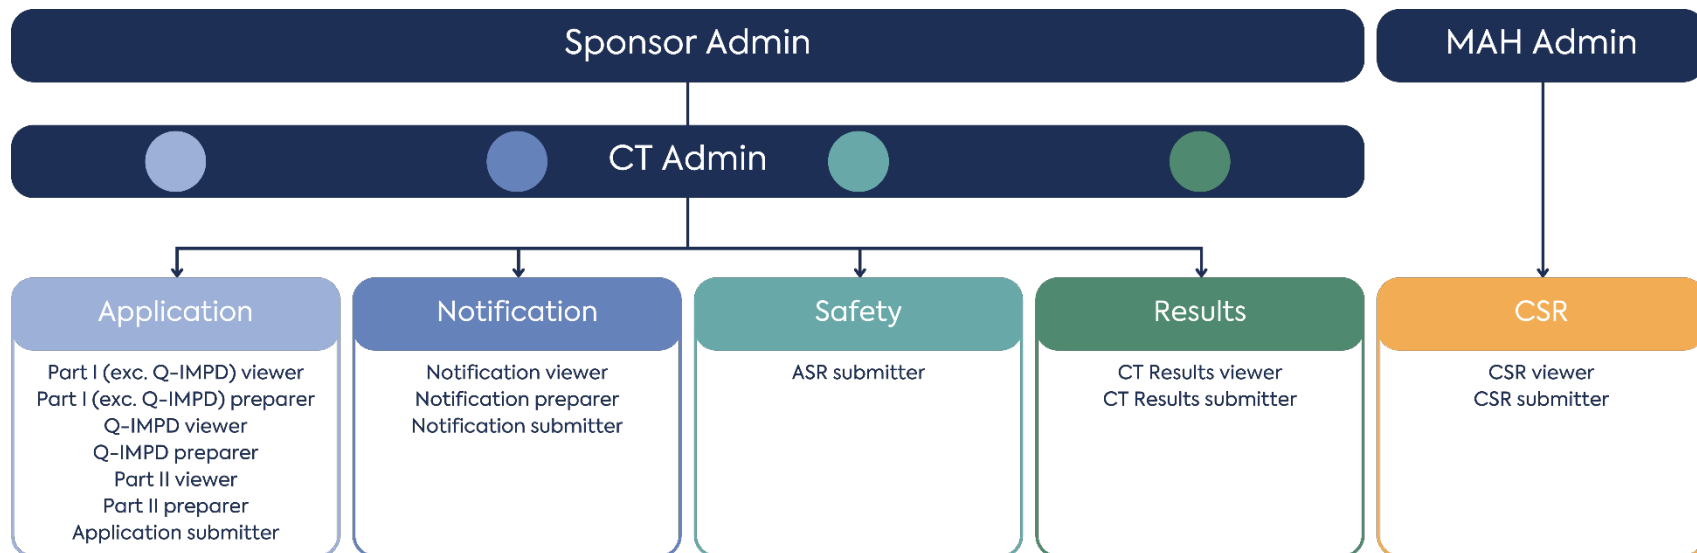 Sponsor Admin
MAH Admin
CT Admin
Application
Part I (exc. Q-IMPD) viewer
Part I (exc. Q-IMPD) preparer
Q-IMPD viewer
Q-IMPD preparer
Part II viewer
Part II preparer
Application submitter
Notification
Notification viewer
Notification preparer
Notification submitter
Safety
ASR submitter
Results
CT Results viewer
CT Results submitter
CSR
CSR viewer
CSR submitter